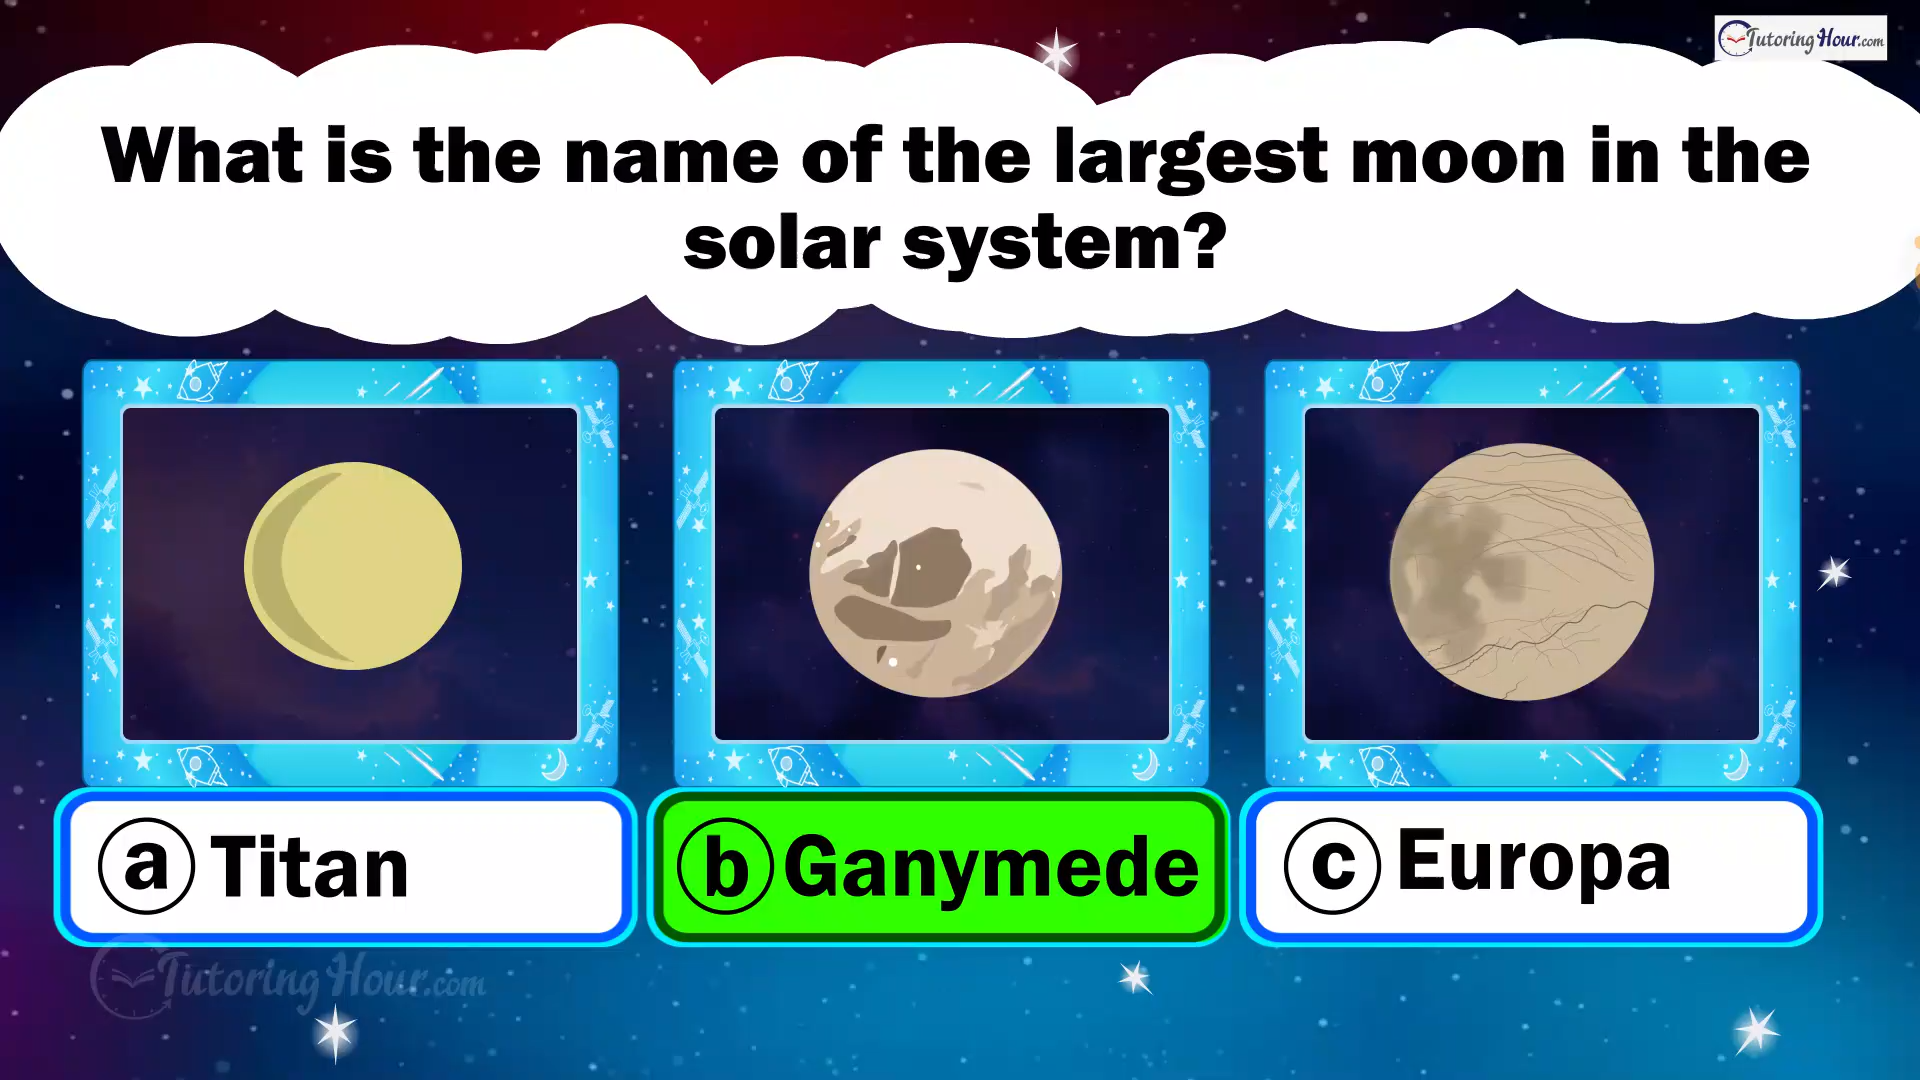 TutoringHour.com
What is the name of the largest moon in the
solar system?
a Titan
b Ganymede
c Europa
TutoringHour.com